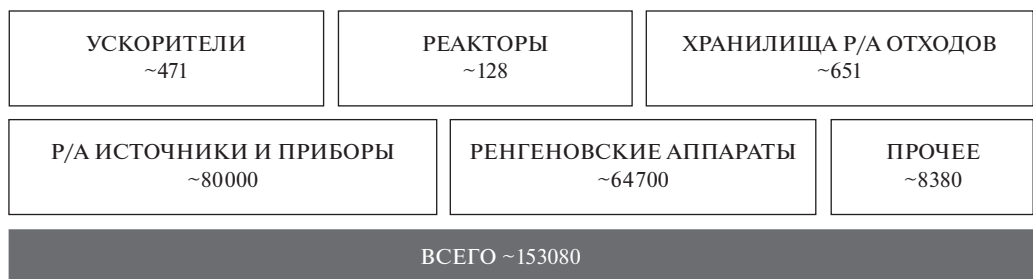 УСКОРИТЕЛИ
~471
РЕАКТОРЫ
~128
ХРАНИЛИЩА Р/А ОТХОДОВ
~651
Р/А ИСТОЧНИКИ И ПРИБОРЫ
~80000
РЕНГЕНОВСКИЕ АППАРАТЫ
~64700
ПРОЧЕЕ
~8380
ВСЕГО ~153080